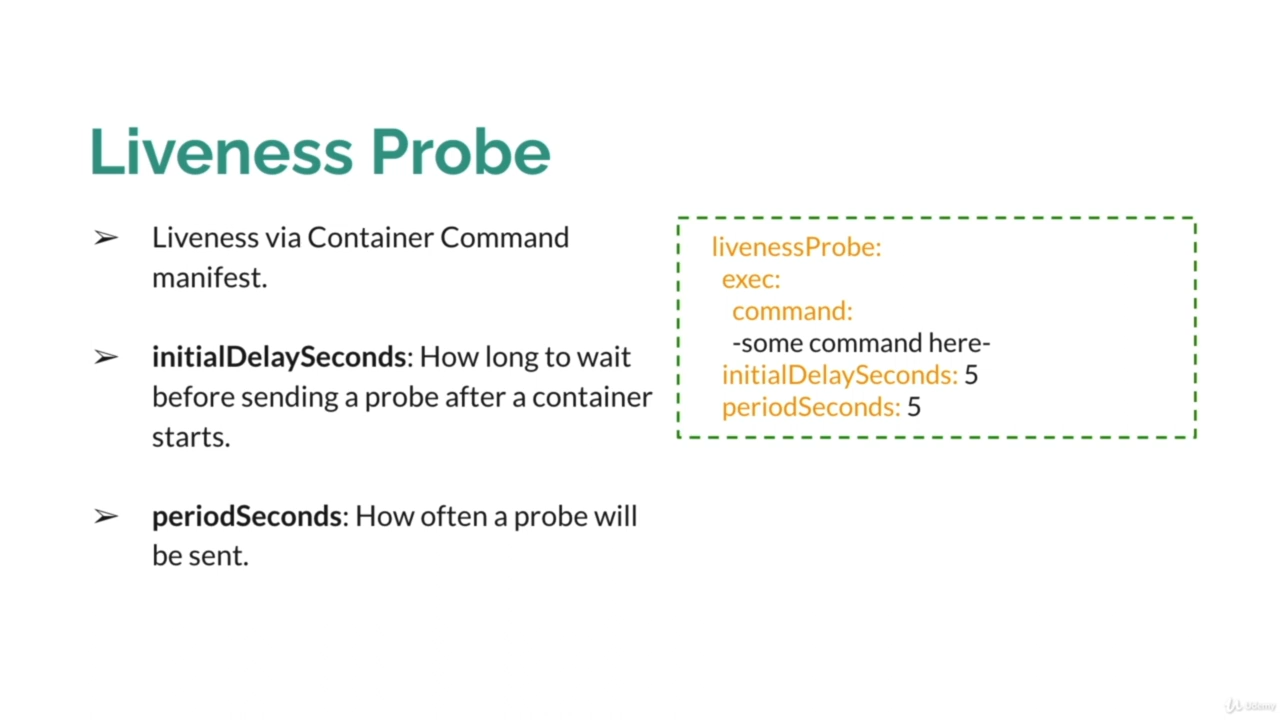 Liveness Probe
➢ Liveness via Container Command
manifest.
➢ initialDelaySeconds: How long to wait
before sending a probe after a container
starts.
➢ periodSeconds: How often a probe will
be sent.
livenessProbe:
exec:
command:
-some command here-
initialDelaySeconds: 5
periodSeconds: 5
Udemy